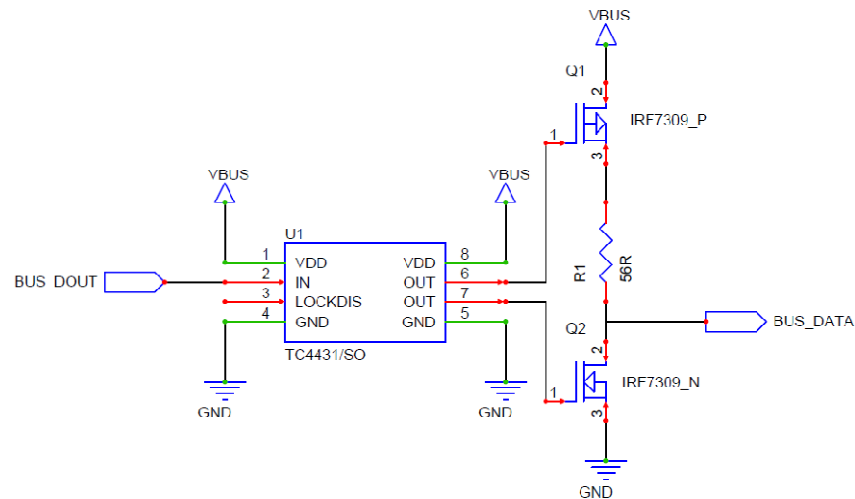 VBUS
Q1
2
IRF7309_P
1
3
VBUS
VBUS
U1
1
VDD
VDD
8
BUS_DOUT
2
IN
OUT
6
3
LOCKDIS
OUT
7
4
GND
GND
5
TC4431/SO
R1
56R
BUS_DATA
Q2
2
IRF7309_N
1
3
GND
GND
GND